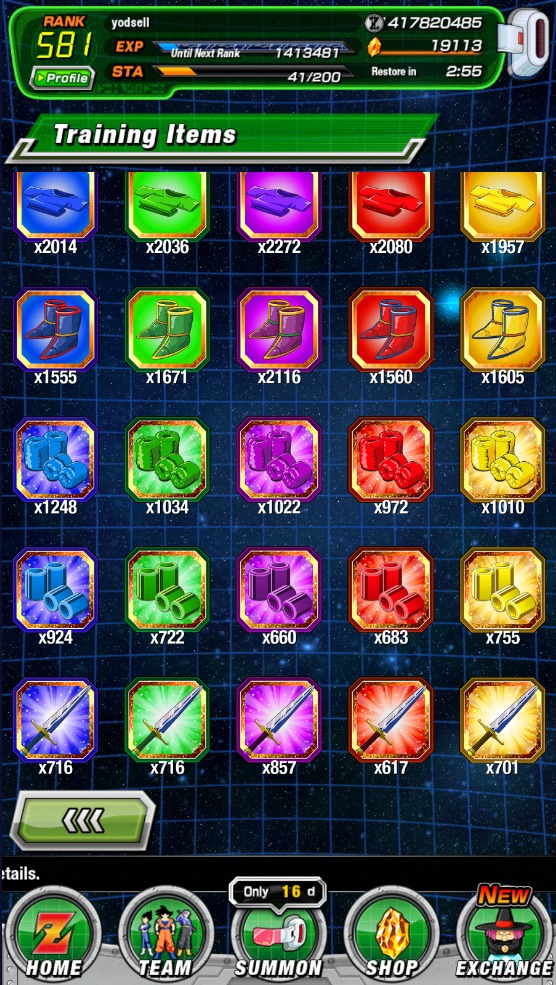 RANK
yodsell
417820485
581
EXP
Until Next Rank
1413481
19113
Profile
STA
41/200
Restore in
2:55
Training Items
x2014
x2036
x2272
x2080
x1957
x1555
x1671
x2116
x1560
x1605
x1248
x1034
x1022
x972
x1010
x924
x722
x660
x683
x755
x716
x716
x857
x617
x701
etails.
Only 16 d
NEW
HOME
TEAM
SUMMON
SHOP
EXCHANGE